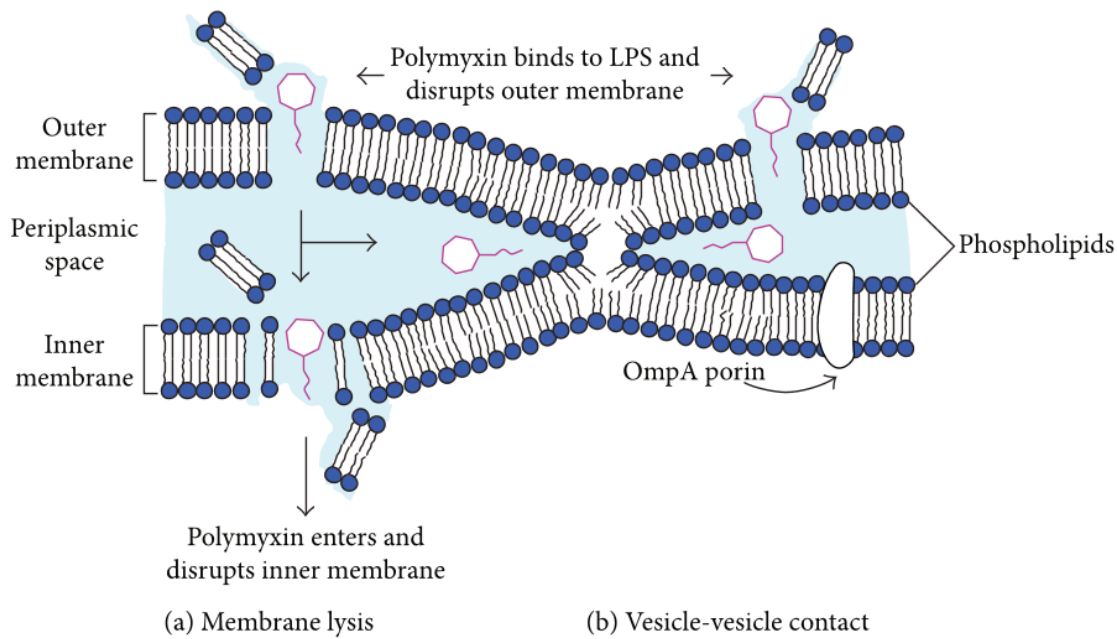 Polymyxin binds to LPS and
disrupts outer membrane
Outer
membrane
Periplasmic
space
Phospholipids
Inner
membrane
OmpA porin
Polymyxin enters and
disrupts inner membrane
(a) Membrane lysis
(b) Vesicle-vesicle contact